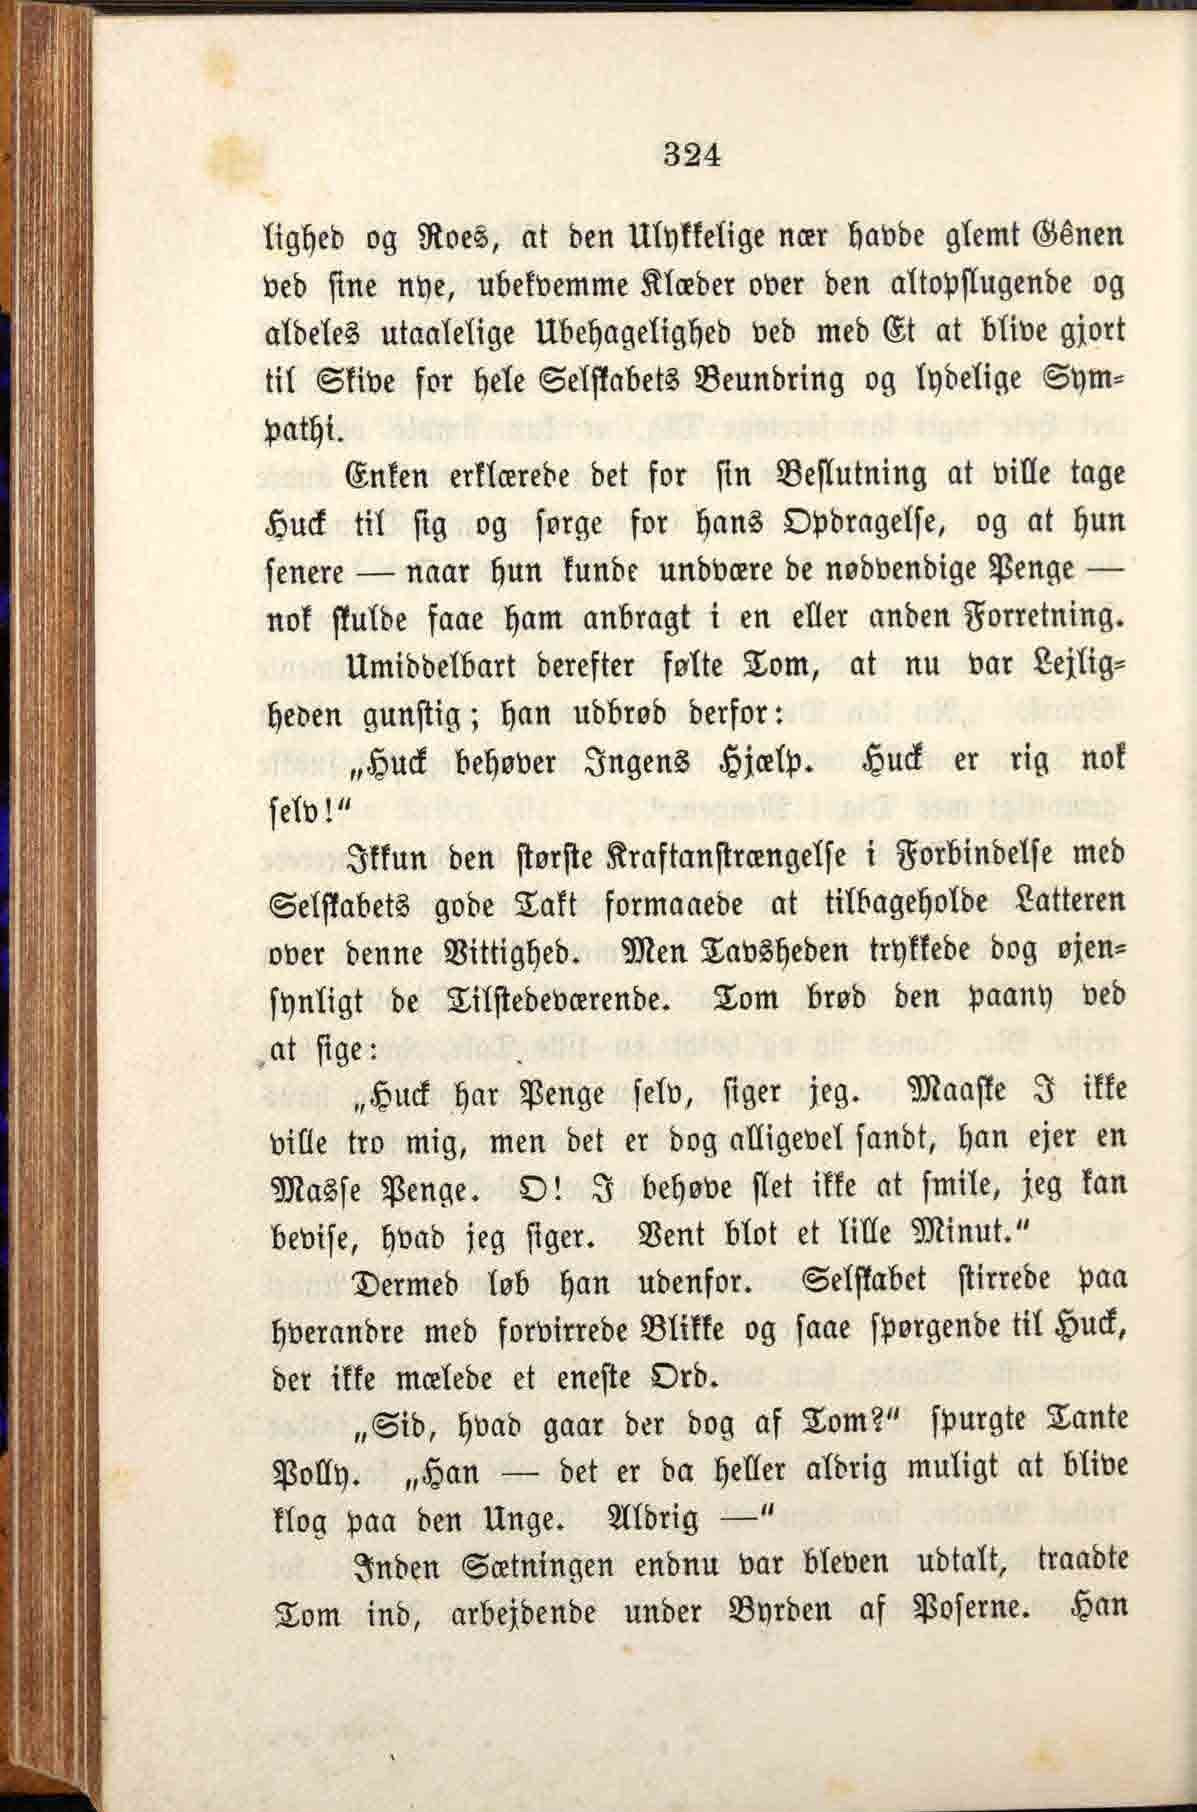 324
lighed og Roes, at den Ulykkelige nær havde glemt Gênen
ved sine nye, ubekvemme Klæder over den altopslugende og
aldeles utaalelige Ubehagelighed ved med Et at blive gjort
til Skive for hele Selskabets Beundring og lydelige Sym-
pathi.
Enken erklærede det for sin Beslutning at ville tage
Huck til sig og sørge for hans Opdragelse, og at hun
senere — naar hun kunde undvære de nødvendige Penge —
nok skulde faae ham anbragt i en eller anden Forretning.
Umiddelbart derefter følte Tom, at nu var Lejlig-
heden gunstig; han udbrød derfor:
„Huck behøver Ingens Hjælp. Huck er rig nok
selv!"
Ikkun den største Kraftanstrængelse i Forbindelse med
Selskabets gode Takt formaaede at tilbageholde Latteren
over denne Vittighed. Men Tavsheden trykkede dog øjen-
synligt de Tilstedeværende. Tom brød den paany ved
at sige:
„Huck har Penge selv, siger jeg. Maaske I ikke
ville tro mig, men det er dog alligevel sandt, han ejer en
Masse Penge. O! I behøve slet ikke at smile, jeg kan
bevise, hvad jeg siger. Vent blot et lille Minut."
Dermed løb han udenfor. Selskabet stirrede paa
hverandre med forvirrede Blikke og saae spørgende til Huck,
der ikke mælede et eneste Ord.
„Sid, hvad gaar der dog af Tom?" spurgte Tante
Polly. „Han — det er da heller aldrig muligt at blive
klog paa den Unge. Aldrig —"
Inden Sætningen endnu var bleven udtalt, traadte
Tom ind, arbejdende under Byrden af Poserne. Han